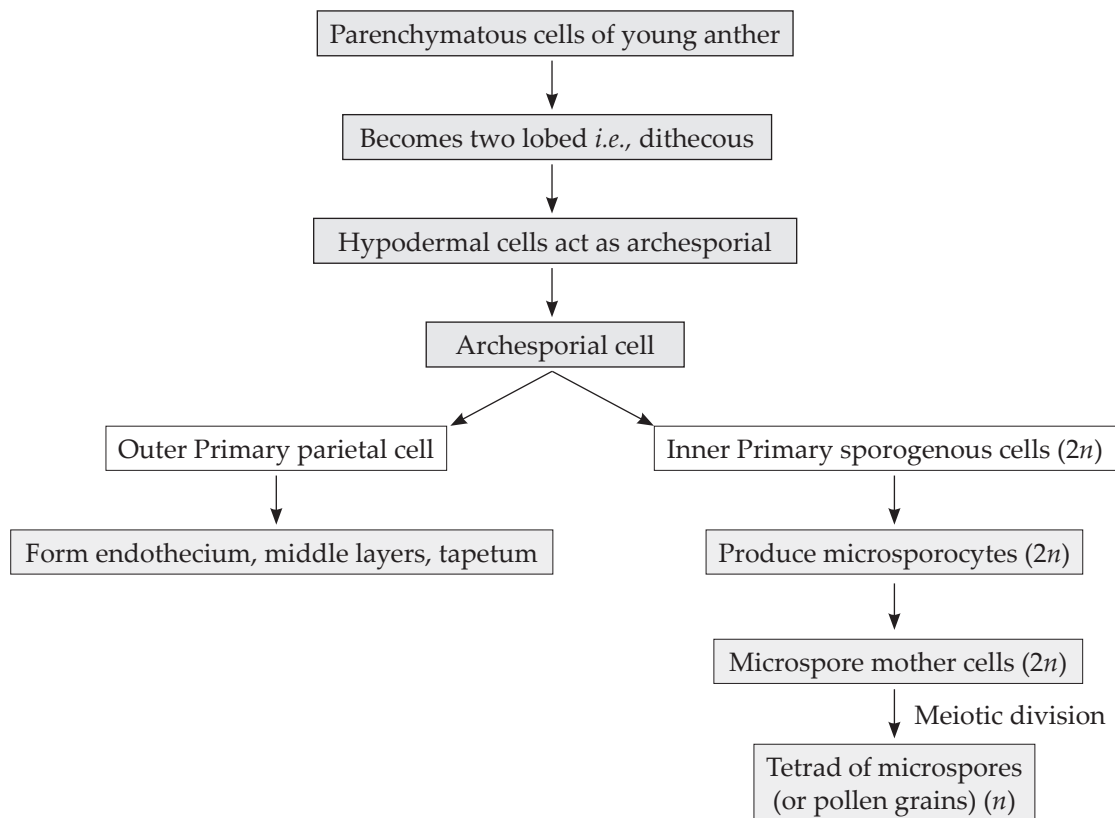 Parenchymatous cells of young anther
Becomes two lobed i.e., dithecous
Hypodermal cells act as archesporial
Archesporial cell
Outer Primary parietal cell
Inner Primary sporogenous cells (2n)
Form endothecium, middle layers, tapetum
Produce microsporocytes (2n)
Microspore mother cells (2n)
Meiotic division
Tetrad of microspores
(or pollen grains) (n)